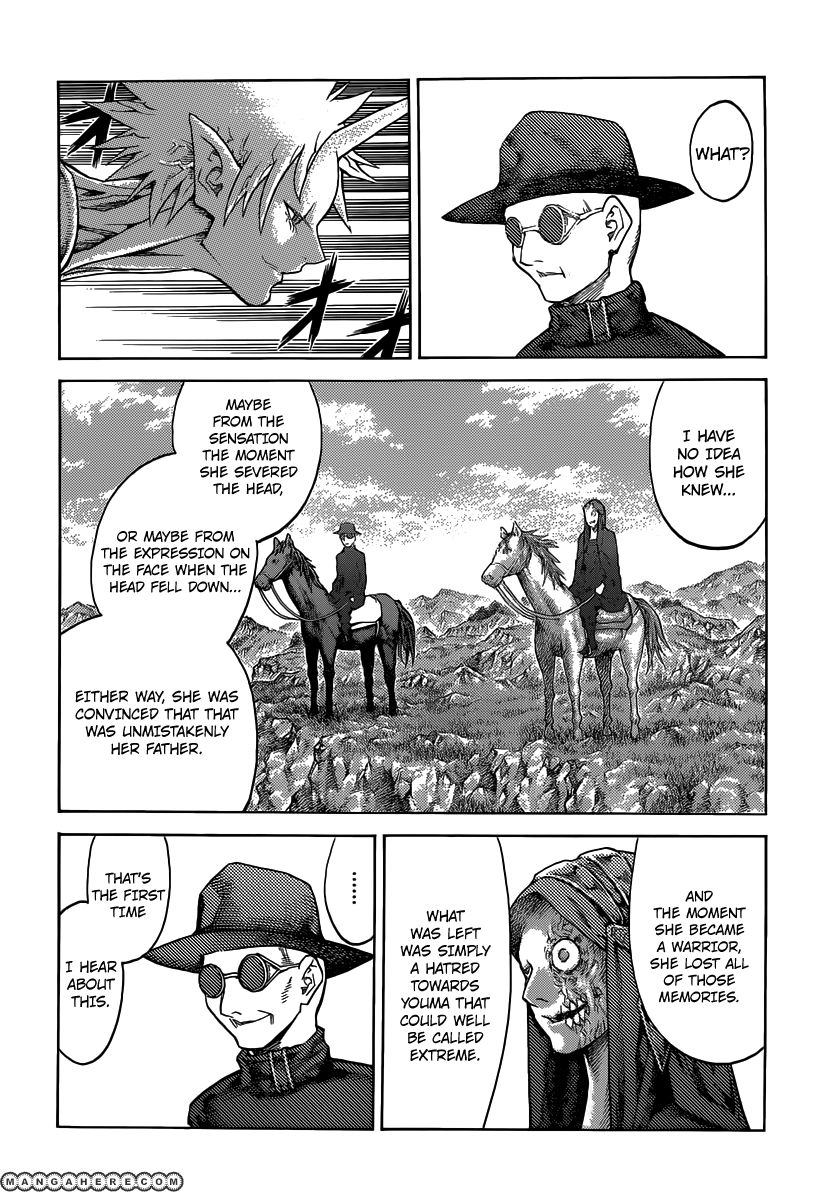 WHAT?
I HAVE
NO IDEA
HOW SHE
KNEW...
MAYBE
FROM THE
SENSATION
THE MOMENT
SHE SEVERED
THE HEAD,
OR MAYBE FROM
THE EXPRESSION ON
THE FACE WHEN THE
HEAD FELL DOWN...
EITHER WAY, SHE WAS
CONVINCED THAT THAT
WAS UNMISTAKENLY
HER FATHER.
AND
THE MOMENT
SHE BECAME
A WARRIOR,
SHE LOST ALL
OF THOSE
MEMORIES.
WHAT
WAS LEFT
WAS SIMPLY
A HATRED
TOWARDS
YOUMA THAT
COULD WELL
BE CALLED
EXTREME.
........
THAT'S
THE FIRST
TIME
I HEAR
ABOUT
THIS.
MANGAHERE.COM